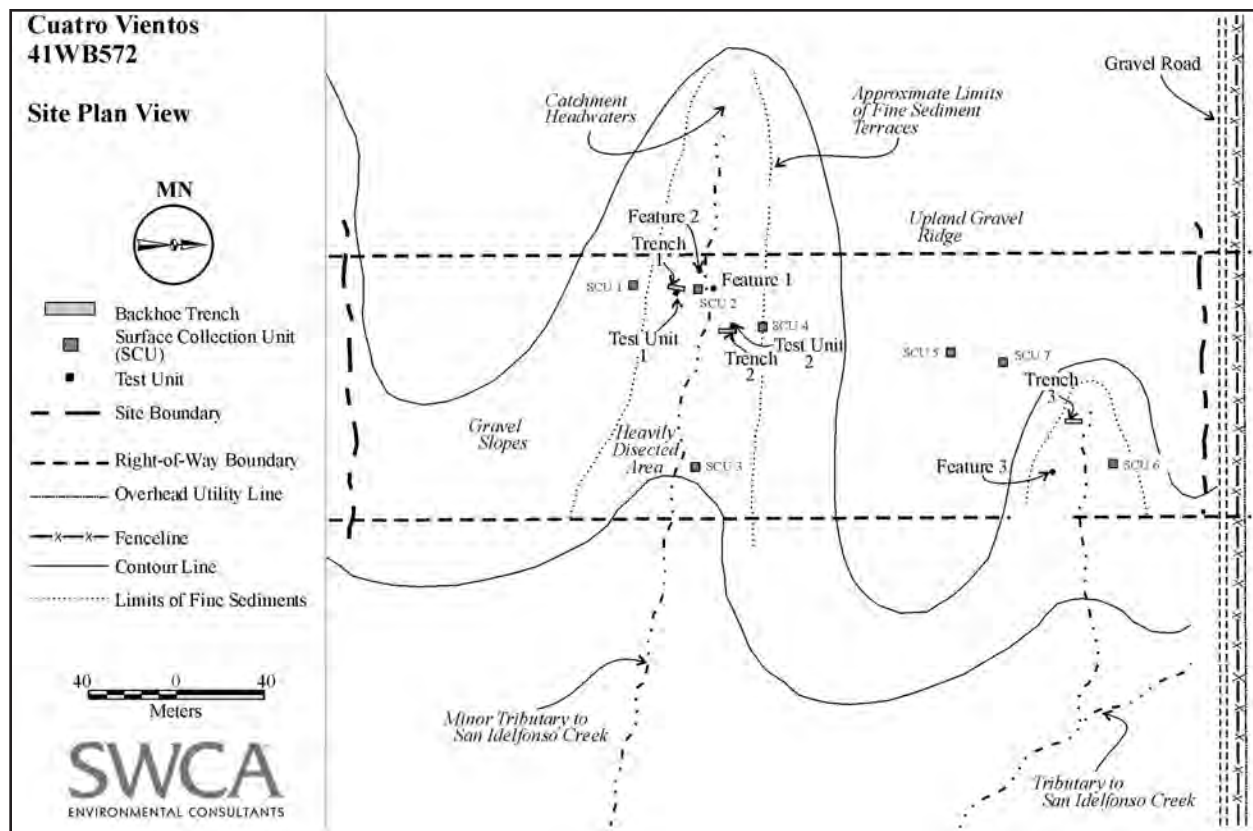 Cuatro Vientos
41WB572
Site Plan View
MN
Backhoe Trench
Surface Collection Unit
(SCU)
Test Unit
Site Boundary
Right-of-Way Boundary
Overhead Utility Line
x x Fenceline
Contour Line
Limits of Fine Sediments
40 0 40
Meters
SWCA
ENVIRONMENTAL CONSULTANTS
Gravel Road
Catchment
Headwaters
Approximate Limits
of Fine Sediment
Terraces
Upland Gravel
Ridge
Feature 2
Trench
1
SCU 1
SCU 2
Feature 1
Test Unit
1
SCU 4
Test Unit
2
Trench
2
SCU 5
SCU 7
Trench
3
Gravel
Slopes
Heavily
Disected
Area
SCU 3
Feature 3
SCU 6
Minor Tributary to
San Idelfonso Creek
Tributary to
San Idelfonso Creek